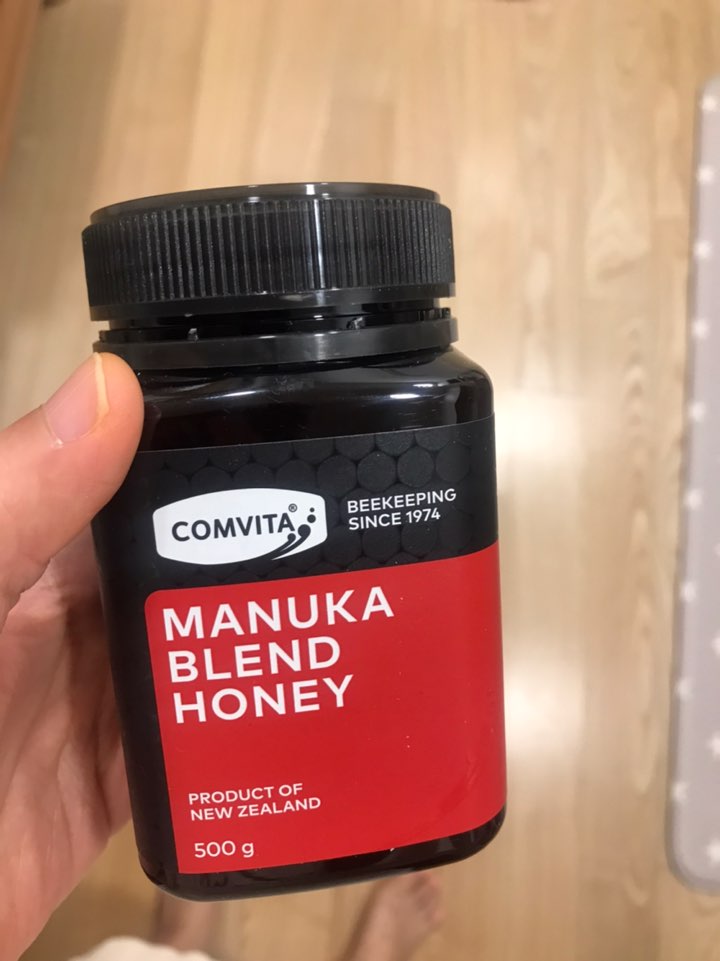 COMVITA®
BEEKEEPING
SINCE 1974
MANUKA
BLEND
HONEY
PRODUCT OF
NEW ZEALAND
500 g